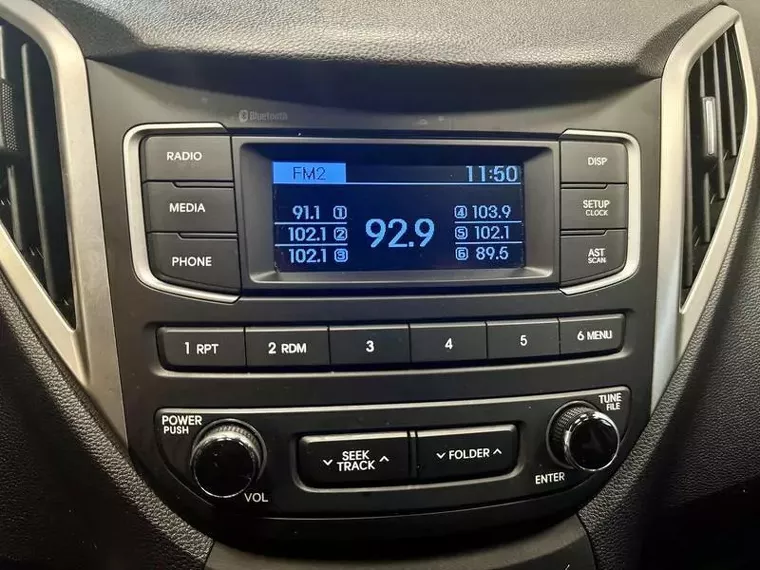 Bluetooth
RADIO
MEDIA
PHONE
FM2 11:50
91.1 1
102.1 2
102.1 3
92.9
4 103.9
5 102.1
6 89.5
DISP
SETUP
CLOCK
AST
SCAN
1 RPT
2 RDM
3
4
5
6 MENU
POWER
PUSH
VOL
SEEK
TRACK
FOLDER
TUNE
FILE
ENTER